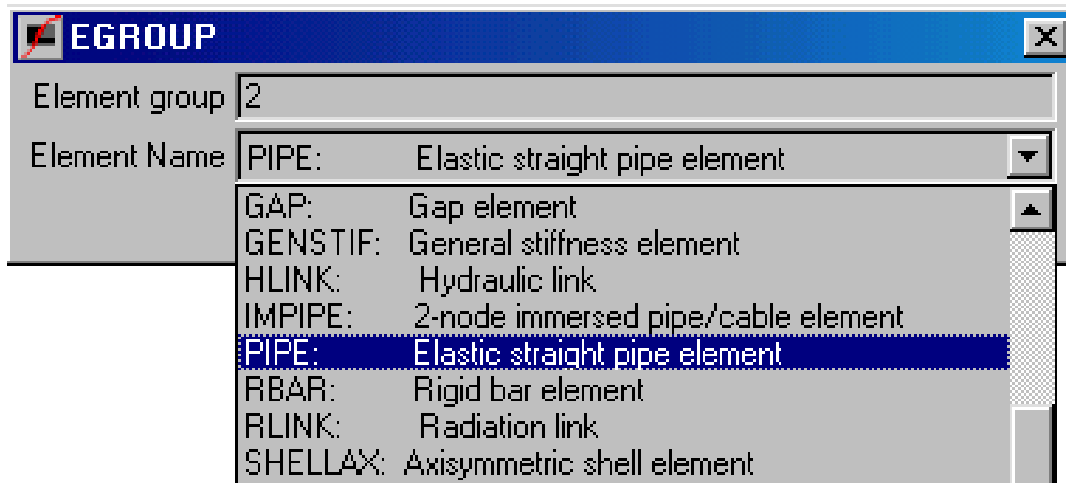 EGROUP
Element group 2
Element Name PIPE: Elastic straight pipe element
GAP: Gap element
GENSTIF: General stiffness element
HLINK: Hydraulic link
IMPIPE: 2-node immersed pipe/cable element
PIPE: Elastic straight pipe element
RBAR: Rigid bar element
RLINK: Radiation link
SHELLAX: Axisymmetric shell element